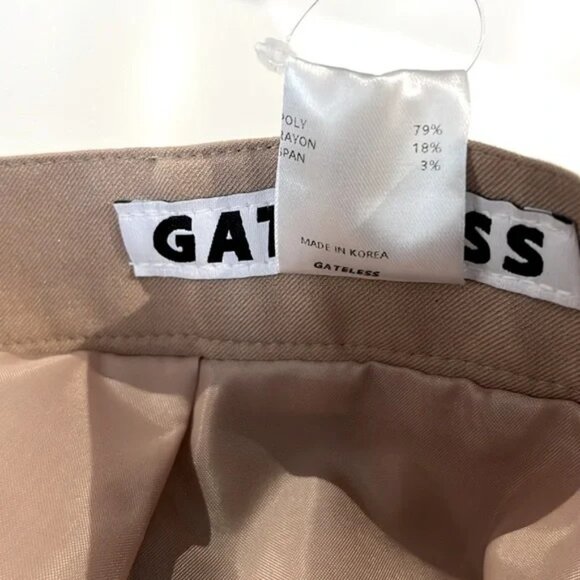 POLY 79%
RAYON 18%
SPAN 3%
MADE IN KOREA
GATELESS
GAT SS